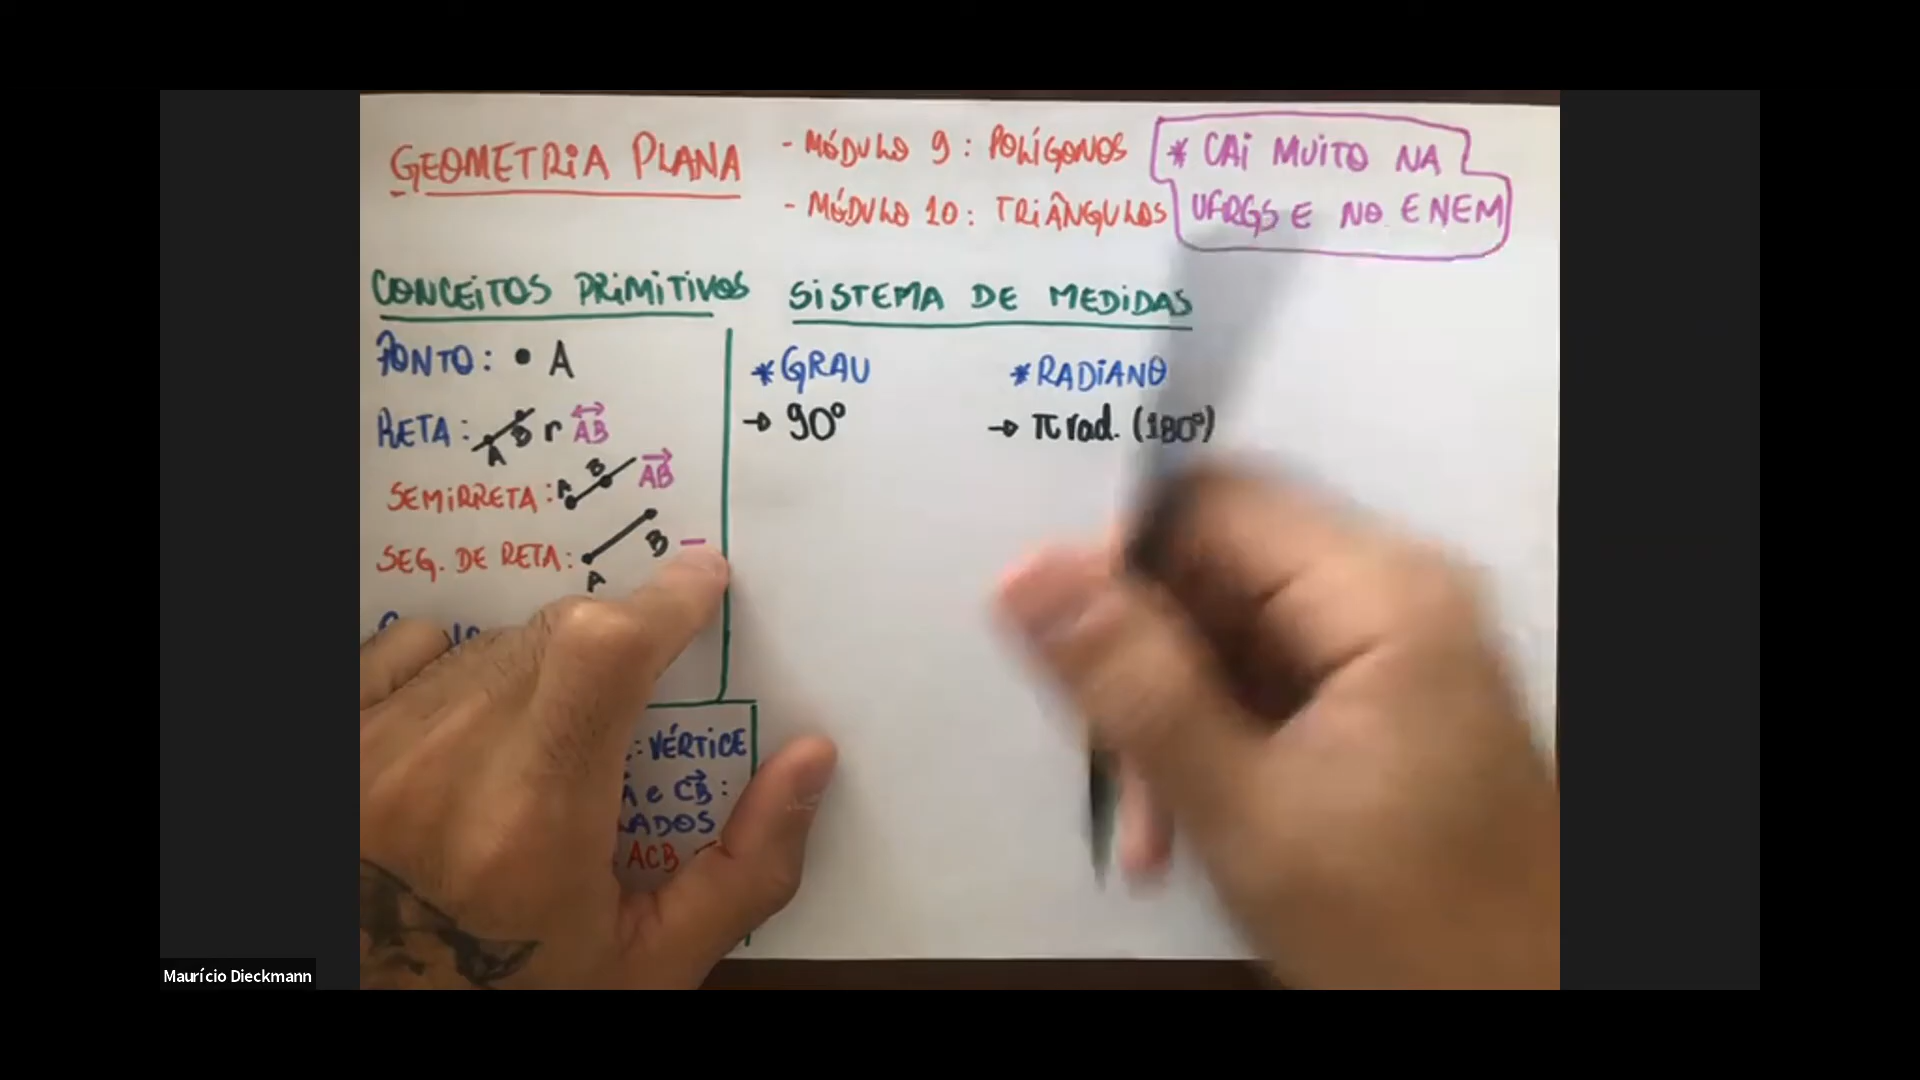 GEOMETRIA PLANA
- MÓDULO 9: POLÍGONOS
- MÓDULO 10: TRIÂNGULOS
* CAI MUITO NA
UFRGS E NO ENEM
CONCEITOS PRIMITIVOS
PONTO: • A
RETA: A B r AB
SEMIRRETA: A B AB
SEG. DE RETA: A B
: VÉRTICE
A e CB:
LADOS
ACB
SISTEMA DE MEDIDAS
* GRAU
→ 90°
* RADIANO
→ π rad. (180°)
Maurício Dieckmann